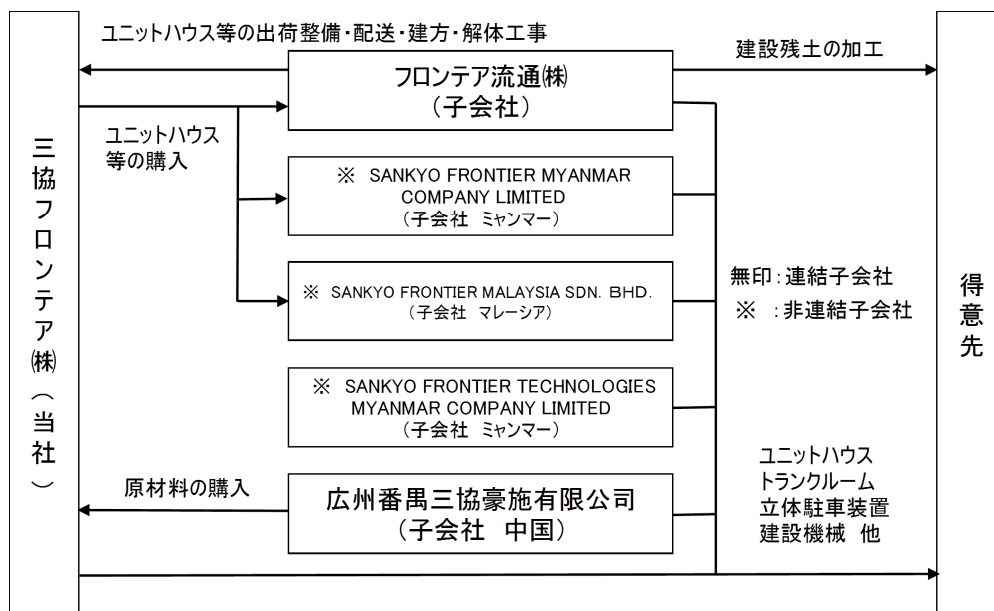 ユニットハウス等の出荷整備・配送・建方・解体工事
フロンテア流通㈱
(子会社)
建設残土の加工
ユニットハウス
等の購入
三協フロンテア㈱(当社)
※ SANKYO FRONTIER MYANMAR
COMPANY LIMITED
(子会社 ミャンマー)
※ SANKYO FRONTIER MALAYSIA SDN. BHD.
(子会社 マレーシア)
無印:連結子会社
※ :非連結子会社
得意先
※ SANKYO FRONTIER TECHNOLOGIES
MYANMAR COMPANY LIMITED
(子会社 ミャンマー)
原材料の購入
広州番禺三協豪施有限公司
(子会社 中国)
ユニットハウス
トランクルーム
立体駐車装置
建設機械 他